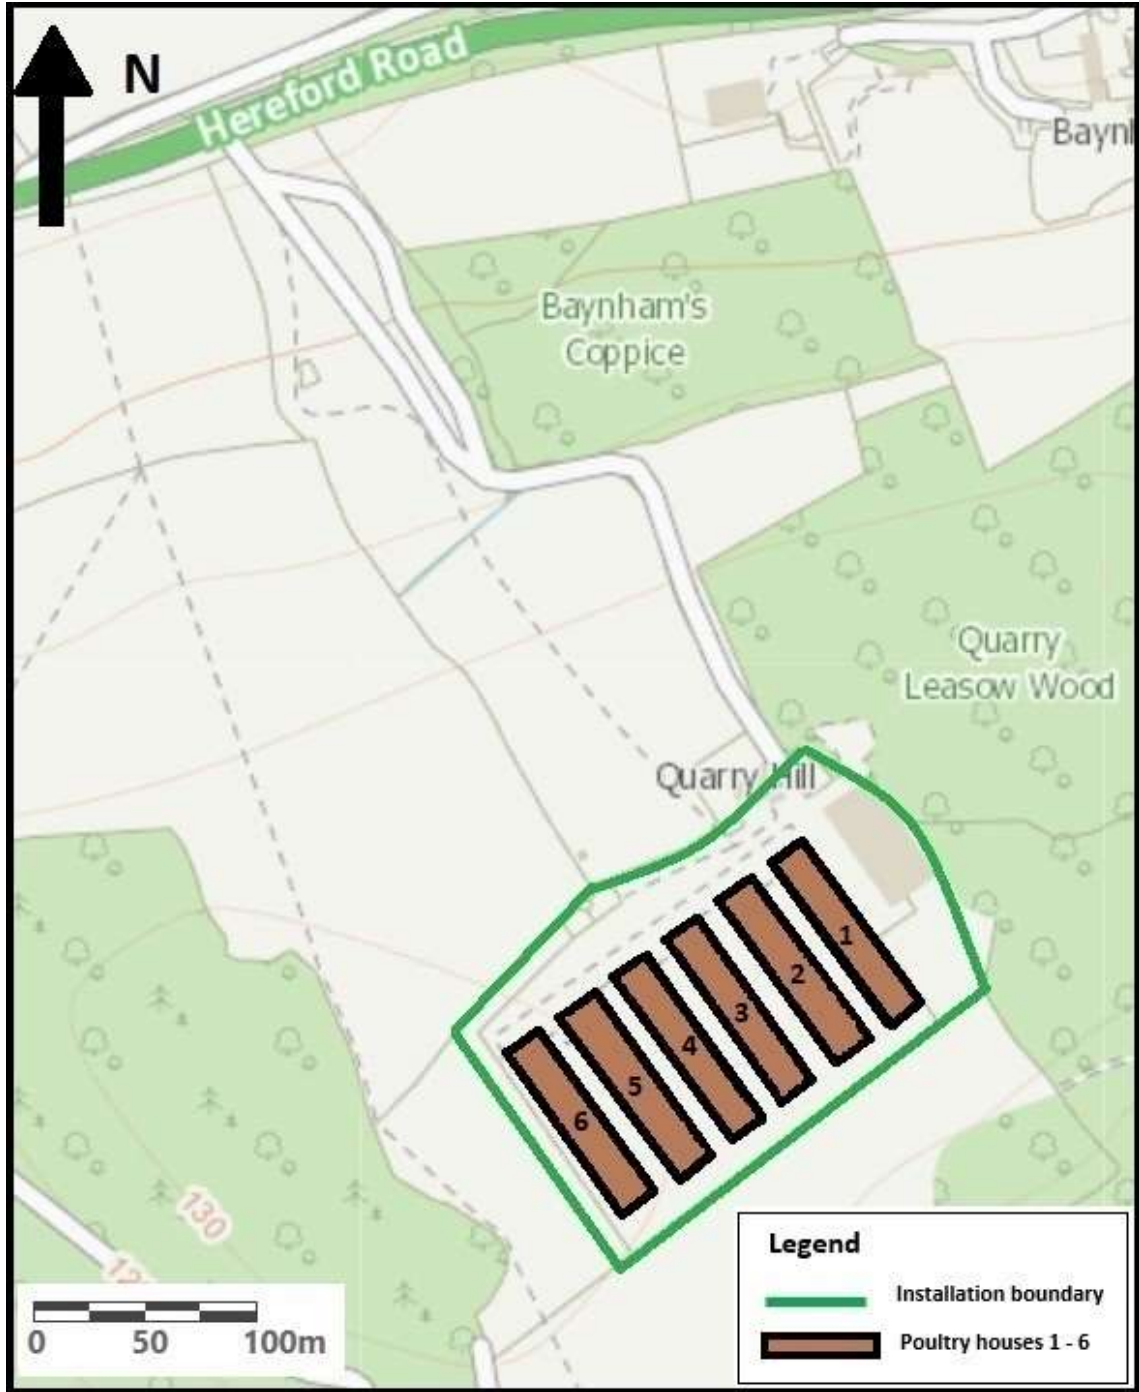 N
Hereford Road
Baynham's
Coppice
Quarry
Leasow Wood
Quarry Hill
1
2
3
4
5
6
130
0 50 100m
Legend
Installation boundary
Poultry houses 1 - 6